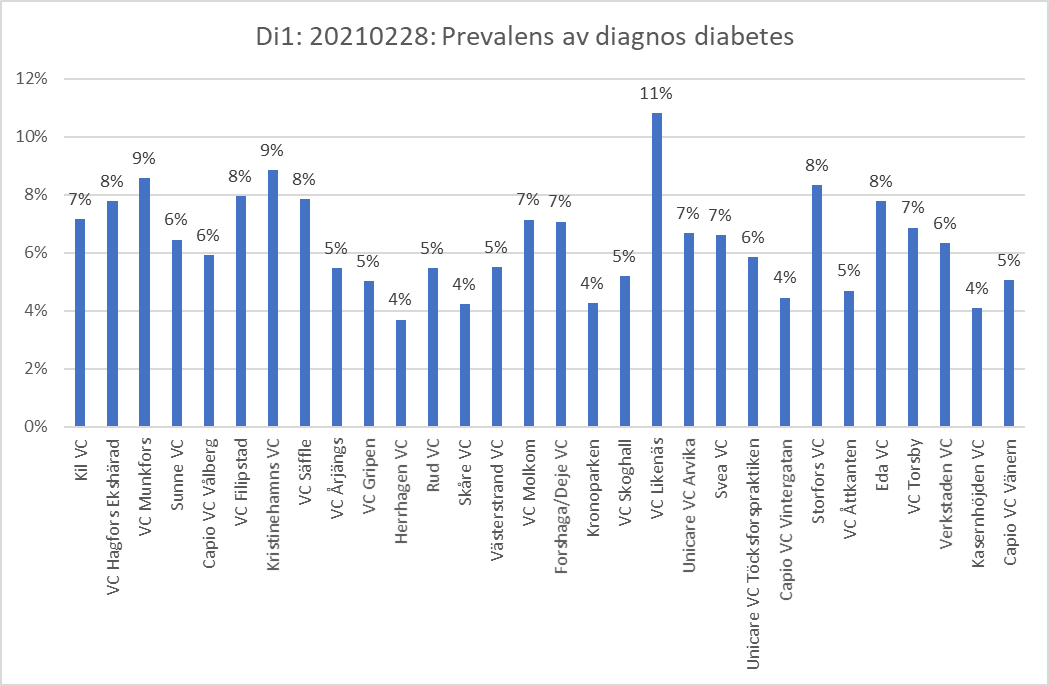 Di1: 20210228: Prevalens av diagnos diabetes
12%
10%
8%
6%
4%
2%
0%
7%
8%
9%
6%
6%
8%
9%
8%
5%
5%
4%
5%
4%
5%
7%
7%
4%
5%
11%
7%
7%
6%
4%
8%
5%
8%
7%
6%
4%
5%
Kil VC
VC Hagfors Ekshärad
VC Munkfors
Sunne VC
Capio VC Vålberg
VC Filipstad
Kristinehamns VC
VC Säffle
VC Årjängs
VC Gripen
Herrhagen VC
Rud VC
Skåre VC
Västerstrand VC
VC Molkom
Forshaga/Deje VC
Kronoparken
VC Skoghall
VC Likenäs
Unicare VC Arvika
Svea VC
Unicare VC Töcksforspraktiken
Capio VC Vintergatan
Storfors VC
VC Åttkanten
Eda VC
VC Torsby
Verkstaden VC
Kasernhöjden VC
Capio VC Vänern